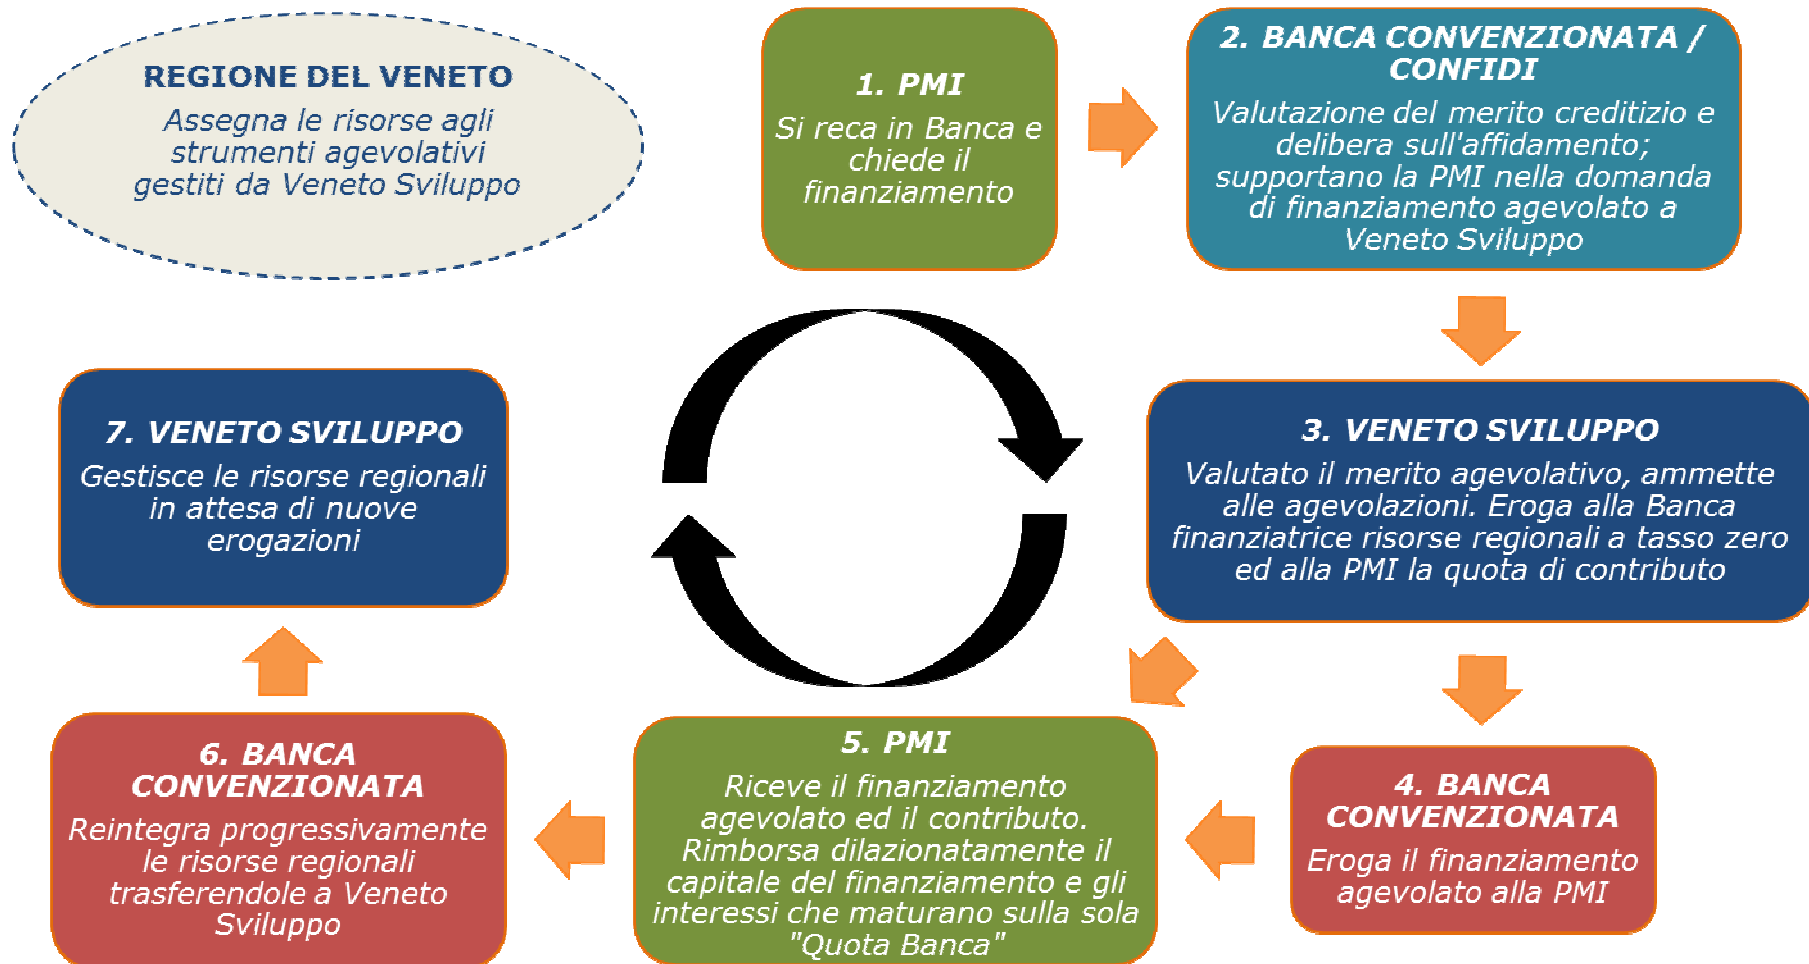 REGIONE DEL VENETO
Assegna le risorse agli
strumenti agevolativi
gestiti da Veneto Sviluppo
1. PMI
Si reca in Banca e
chiede il
finanziamento
2. BANCA CONVENZIONATA /
CONFIDI
Valutazione del merito creditizio e
delibera sull'affidamento;
supportano la PMI nella domanda
di finanziamento agevolato a
Veneto Sviluppo
3. VENETO SVILUPPO
Valutato il merito agevolativo, ammette
alle agevolazioni. Eroga alla Banca
finanziatrice risorse regionali a tasso zero
ed alla PMI la quota di contributo
4. BANCA
CONVENZIONATA
Eroga il finanziamento
agevolato alla PMI
5. PMI
Riceve il finanziamento
agevolato ed il contributo.
Rimborsa dilazionatamente il
capitale del finanziamento e gli
interessi che maturano sulla sola
"Quota Banca"
6. BANCA
CONVENZIONATA
Reintegra progressivamente
le risorse regionali
trasferendole a Veneto
Sviluppo
7. VENETO SVILUPPO
Gestisce le risorse regionali
in attesa di nuove
erogazioni